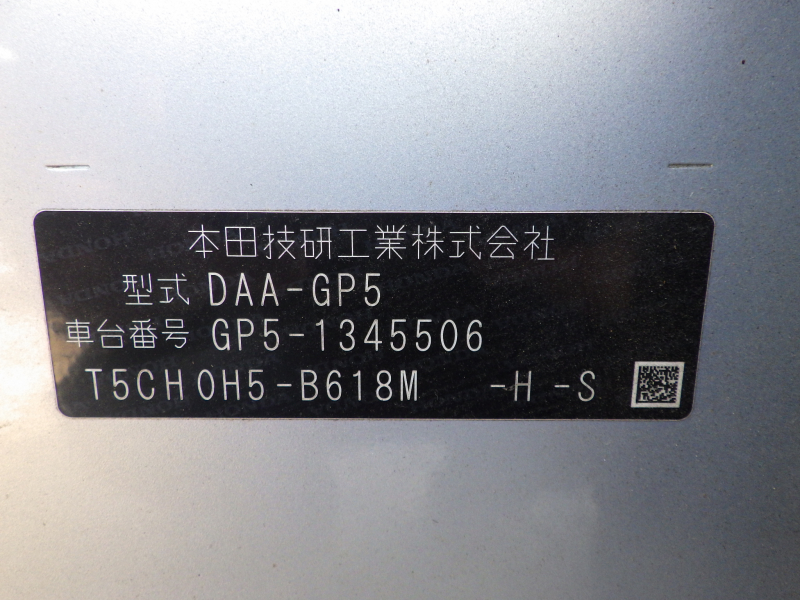 本田技研工業株式会社
型式 DAA-GP5
車台番号 GP5-1345506
T5CH0H5-B618M -H -S